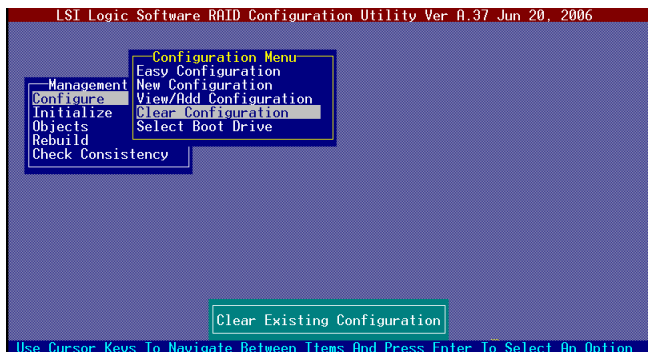 LSI Logic Software RAID Configuration Utility Ver A.37 Jun 20, 2006
Configuration Menu
Easy Configuration
New Configuration
View/Add Configuration
Clear Configuration
Select Boot Drive
Management
Configure
Initialize
Objects
Rebuild
Check Consistency
Clear Existing Configuration
Use Cursor Keys To Navigate Between Items And Press Enter To Select An Option